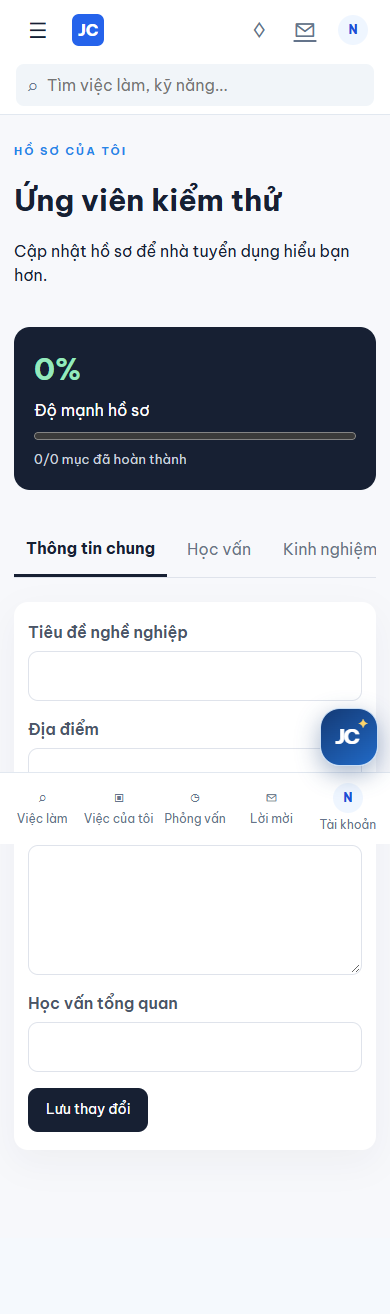 JC
N
Tìm việc làm, kỹ năng...
HỒ SƠ CỦA TÔI
Ứng viên kiểm thử
Cập nhật hồ sơ để nhà tuyển dụng hiểu bạn
hơn.
0%
Độ mạnh hồ sơ
0/0 mục đã hoàn thành
Thông tin chung Học vấn Kinh nghiệm
Tiêu đề nghề nghiệp
Địa điểm
JC
Việc làm Việc của tôi Phỏng vấn Lời mời N Tài khoản
Học vấn tổng quan
Lưu thay đổi